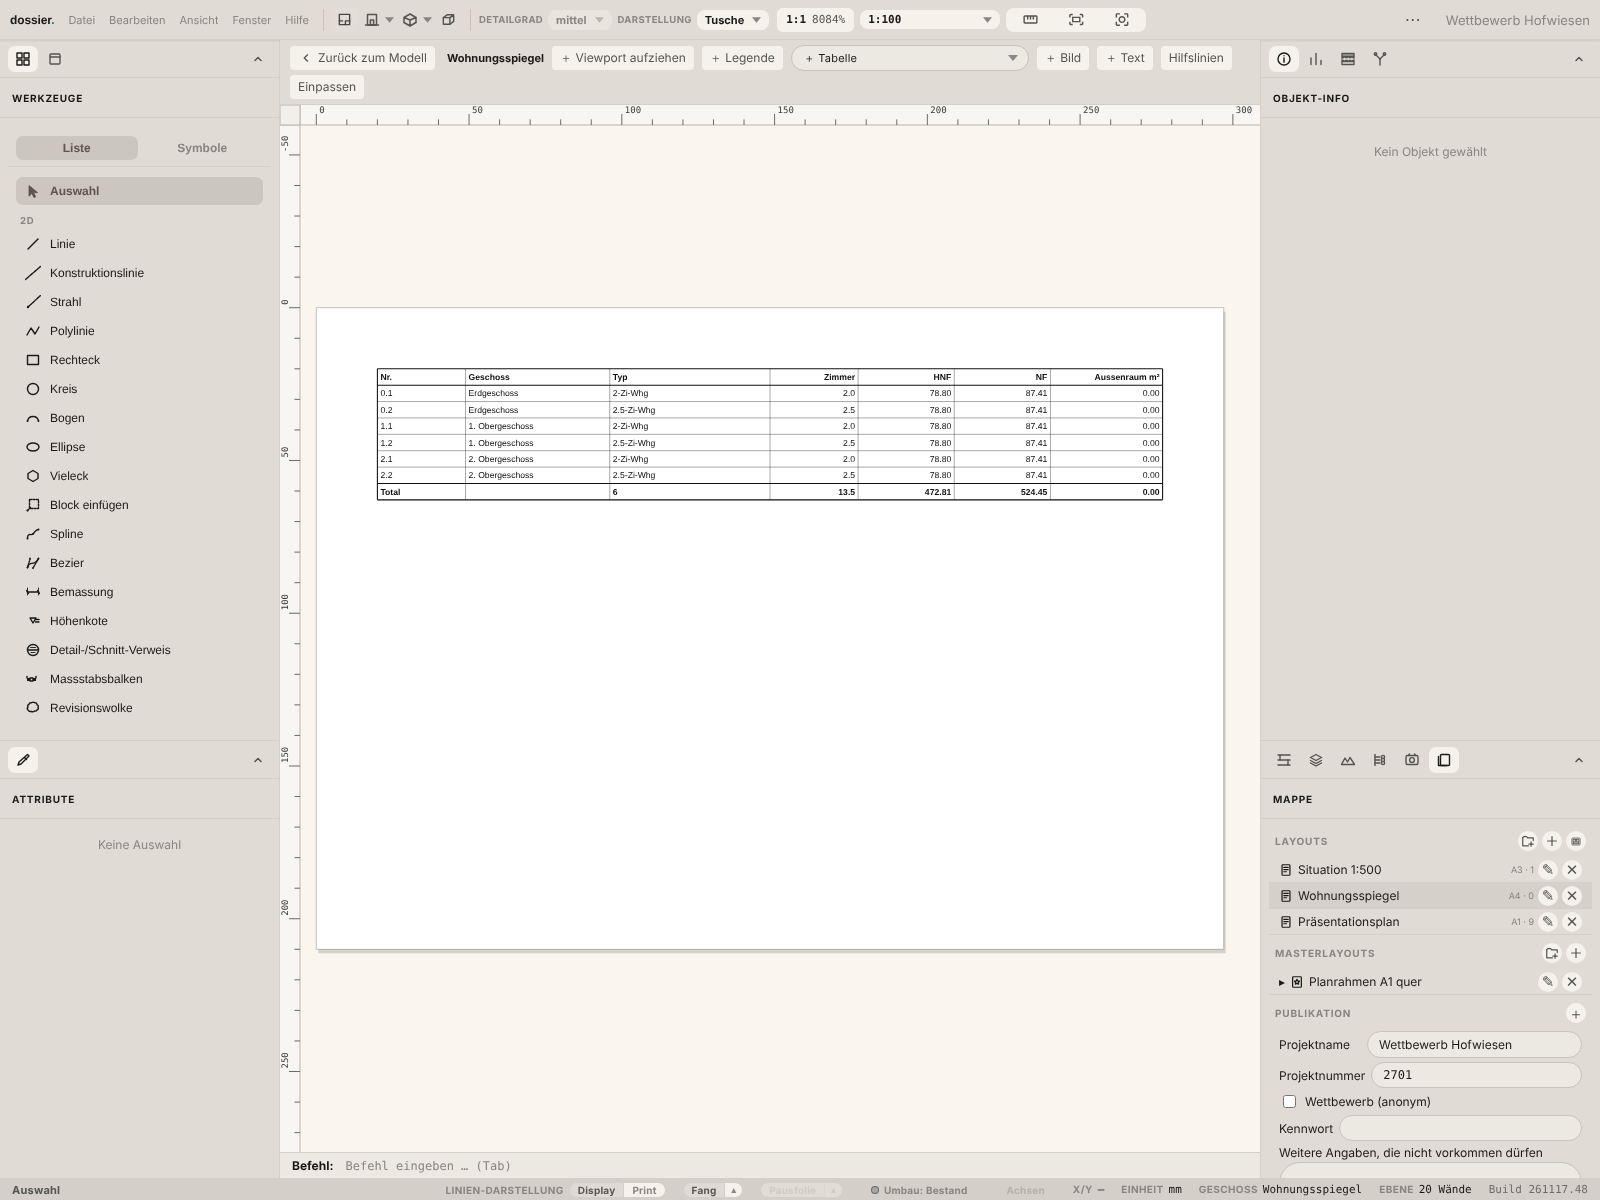 dossier. Datei Bearbeiten Ansicht Fenster Hilfe DETAILGRAD mittel DARSTELLUNG Tusche 1:1 8084% 1:100 ... Wettbewerb Hofwiesen
Zurück zum Modell Wohnungsspiegel + Viewport aufziehen + Legende + Tabelle + Bild + Text Hilfslinien
Einpassen
WERKZEUGE
Liste Symbole
Auswahl
2D
Linie
Konstruktionslinie
Strahl
Polylinie
Rechteck
Kreis
Bogen
Ellipse
Vieleck
Block einfügen
Spline
Bezier
Bemassung
Höhenkote
Detail-/Schnitt-Verweis
Massstabsbalken
Revisionswolke
ATTRIBUTE
Keine Auswahl
0 50 100 150 200 250 300
-50
0
50
100
150
200
250
Nr. Geschoss Typ Zimmer HNF NF Aussenraum m²
0.1 Erdgeschoss 2-Zi-Whg 2.0 78.80 87.41 0.00
0.2 Erdgeschoss 2.5-Zi-Whg 2.5 78.80 87.41 0.00
1.1 1. Obergeschoss 2-Zi-Whg 2.0 78.80 87.41 0.00
1.2 1. Obergeschoss 2.5-Zi-Whg 2.5 78.80 87.41 0.00
2.1 2. Obergeschoss 2-Zi-Whg 2.0 78.80 87.41 0.00
2.2 2. Obergeschoss 2.5-Zi-Whg 2.5 78.80 87.41 0.00
Total 6 13.5 472.81 524.45 0.00
OBJEKT-INFO
Kein Objekt gewählt
MAPPE
LAYOUTS
Situation 1:500 A3 · 1
Wohnungsspiegel A4 · 0
Präsentationsplan A1 · 9
MASTERLAYOUTS
Planrahmen A1 quer
PUBLIKATION
Projektname Wettbewerb Hofwiesen
Projektnummer 2701
Wettbewerb (anonym)
Kennwort
Weitere Angaben, die nicht vorkommen dürfen
Befehl: Befehl eingeben … (Tab)
Auswahl LINIEN-DARSTELLUNG Display Print Fang Pausfolie Umbau: Bestand Achsen X/Y – EINHEIT mm GESCHOSS Wohnungsspiegel EBENE 20 Wände Build 261117.48